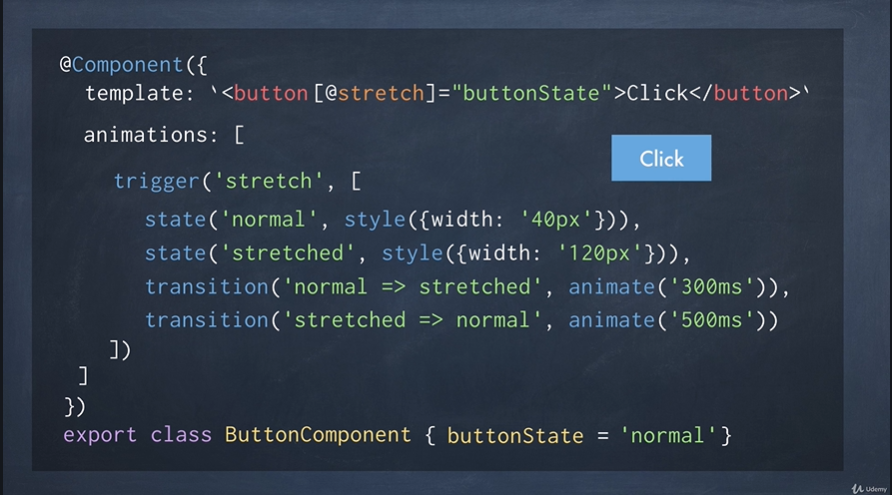 @Component({
template: `<button [@stretch]="buttonState">Click</button>`
animations: [
Click
trigger('stretch', [
state('normal', style({width: '40px'})),
state('stretched', style({width: '120px'})),
transition('normal => stretched', animate('300ms')),
transition('stretched => normal', animate('500ms'))
])
]
})
export class ButtonComponent { buttonState = 'normal'}
Udemy